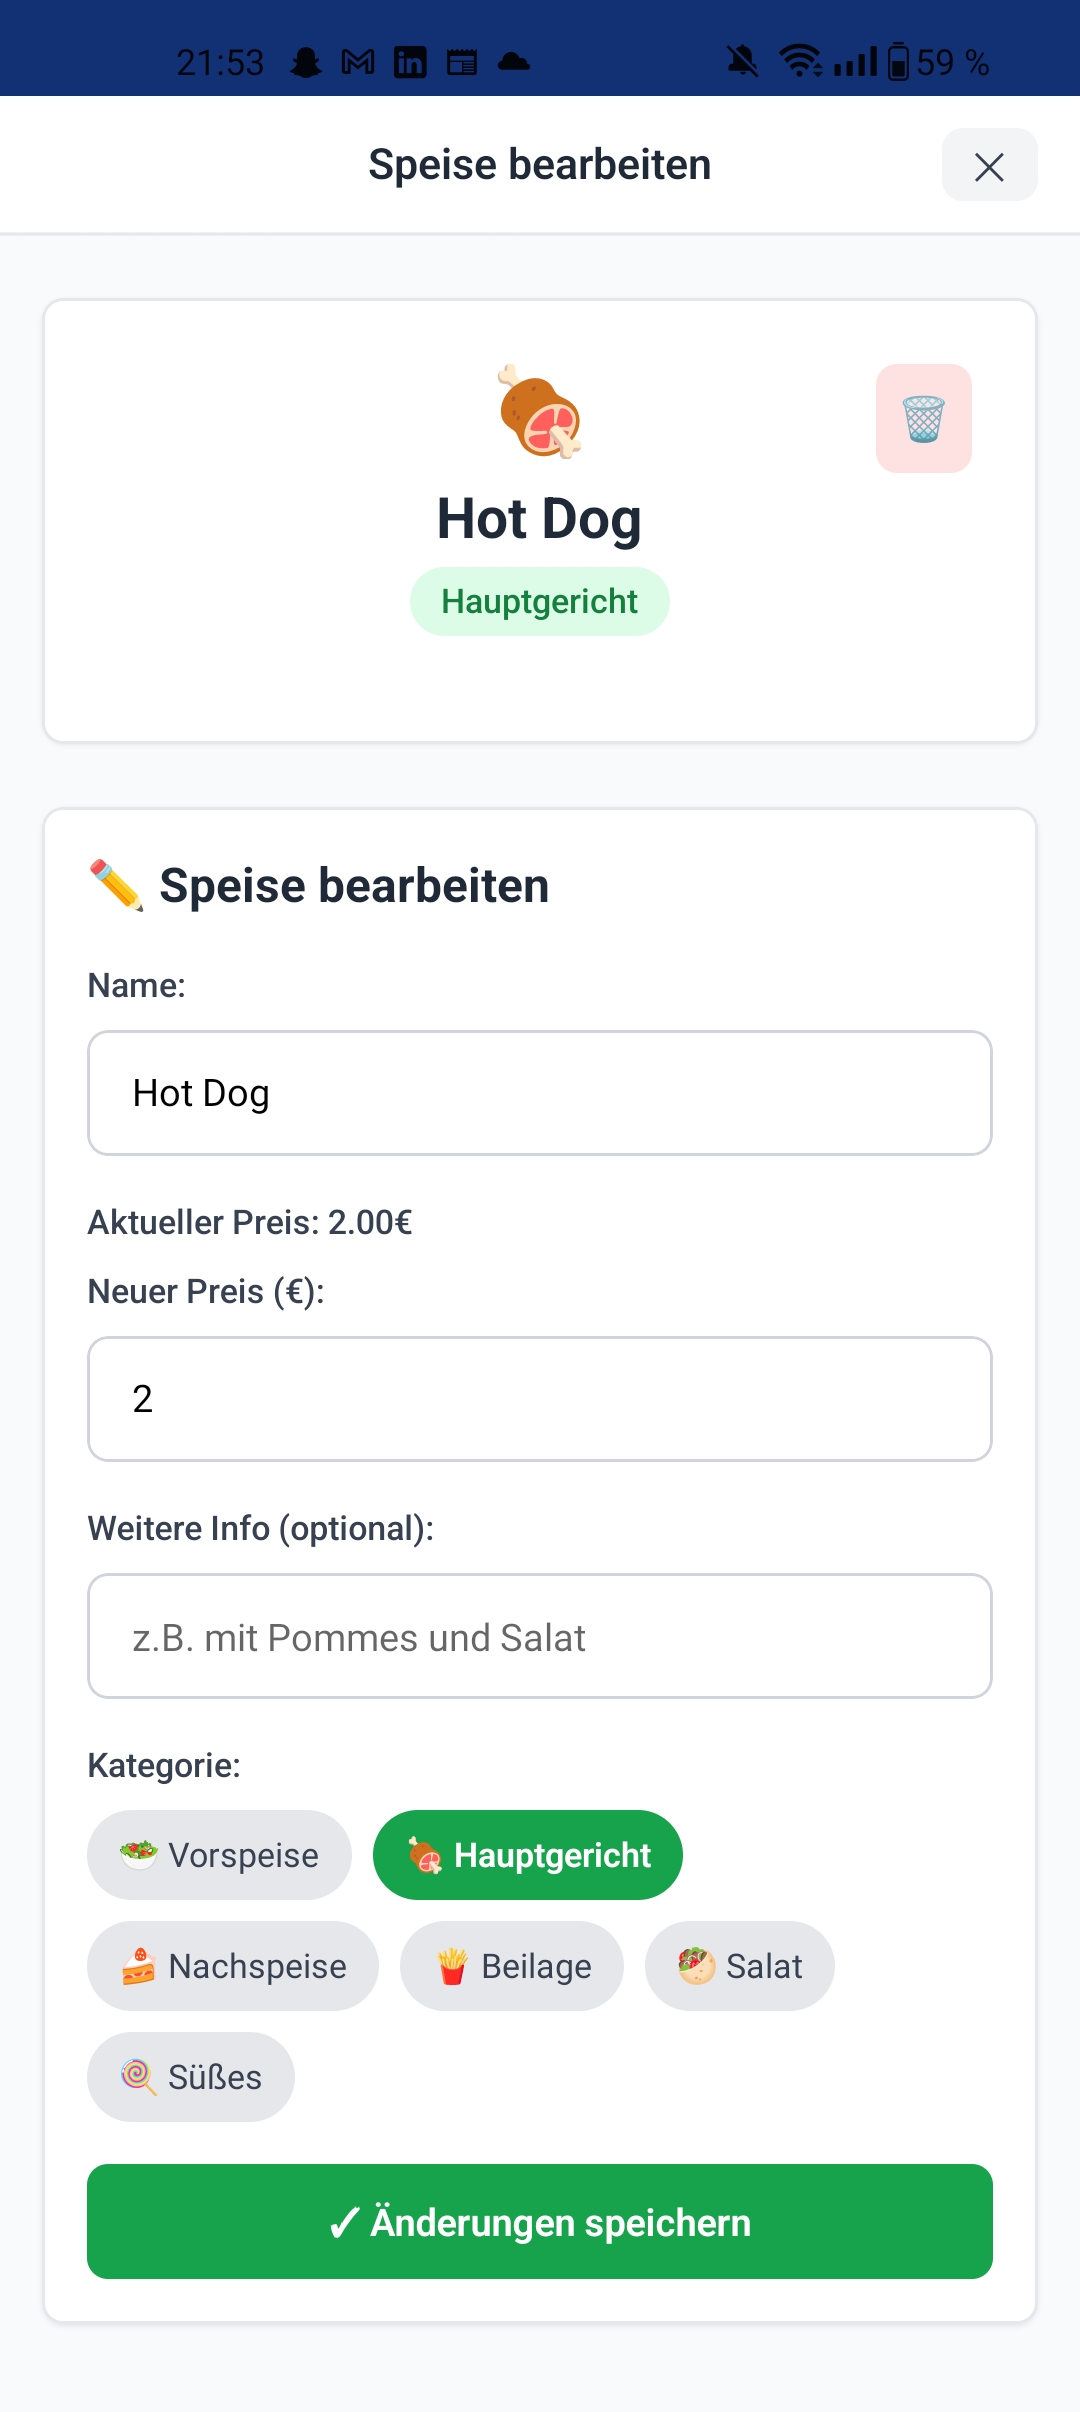 21:53 59 %
Speise bearbeiten
Hot Dog
Hauptgericht
Speise bearbeiten
Name:
Hot Dog
Aktueller Preis: 2.00€
Neuer Preis (€):
2
Weitere Info (optional):
z.B. mit Pommes und Salat
Kategorie:
Vorspeise Hauptgericht
Nachspeise Beilage Salat
Süßes
✓ Änderungen speichern